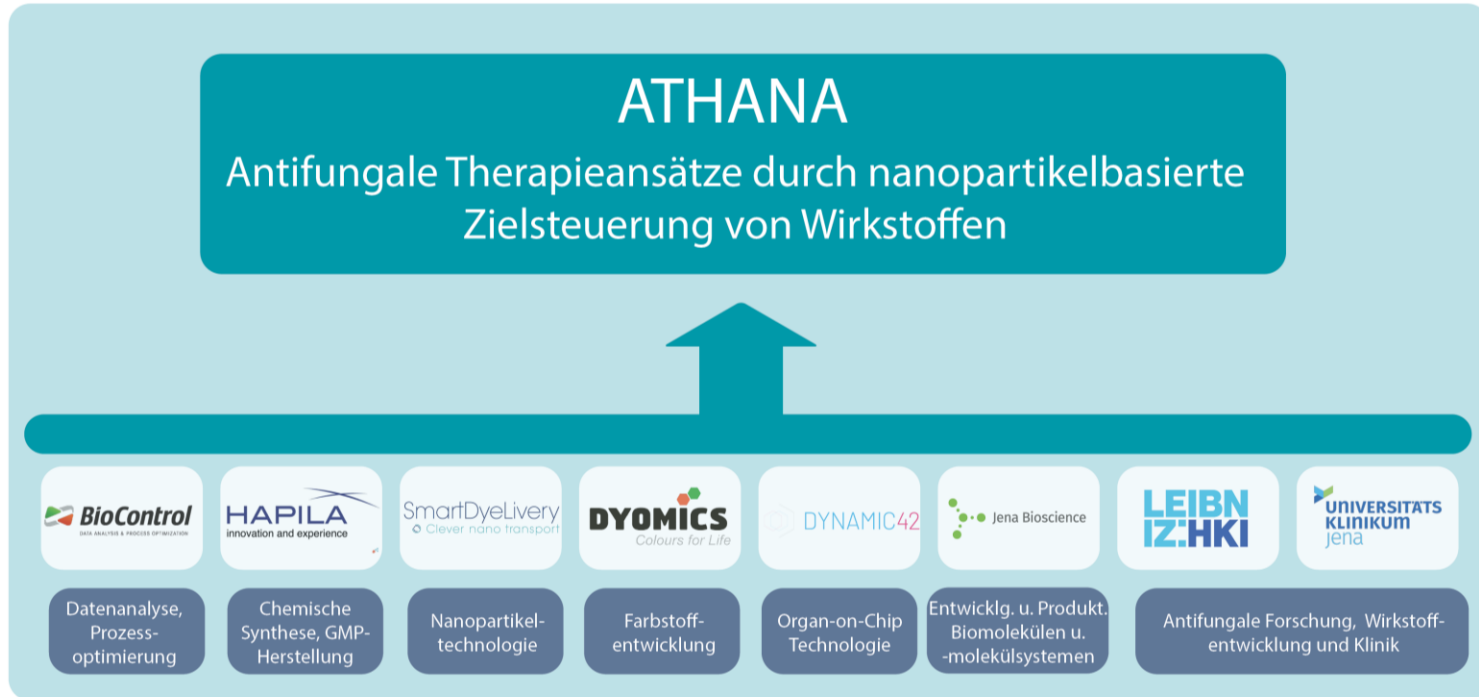 ATHANA
Antifungale Therapieansätze durch nanopartikelbasierte
Zielsteuerung von Wirkstoffen
BioControl
DATA ANALYSIS & PROCESS OPTIMIZATION
HAPILA
innovation and experience
SmartDyeLivery
Clever nano transport
DYOMICS
Colours for Life
DYNAMIC42
Jena Bioscience
LEIBN
IZ:HKI
UNIVERSITÄTS
KLINIKUM
jena
Datenanalyse,
Prozess-
optimierung
Chemische
Synthese, GMP-
Herstellung
Nanopartikel-
technologie
Farbstoff-
entwicklung
Organ-on-Chip
Technologie
Entwicklg. u. Produkt.
Biomolekülen u.
-molekülsystemen
Antifungale Forschung, Wirkstoff-
entwicklung und Klinik